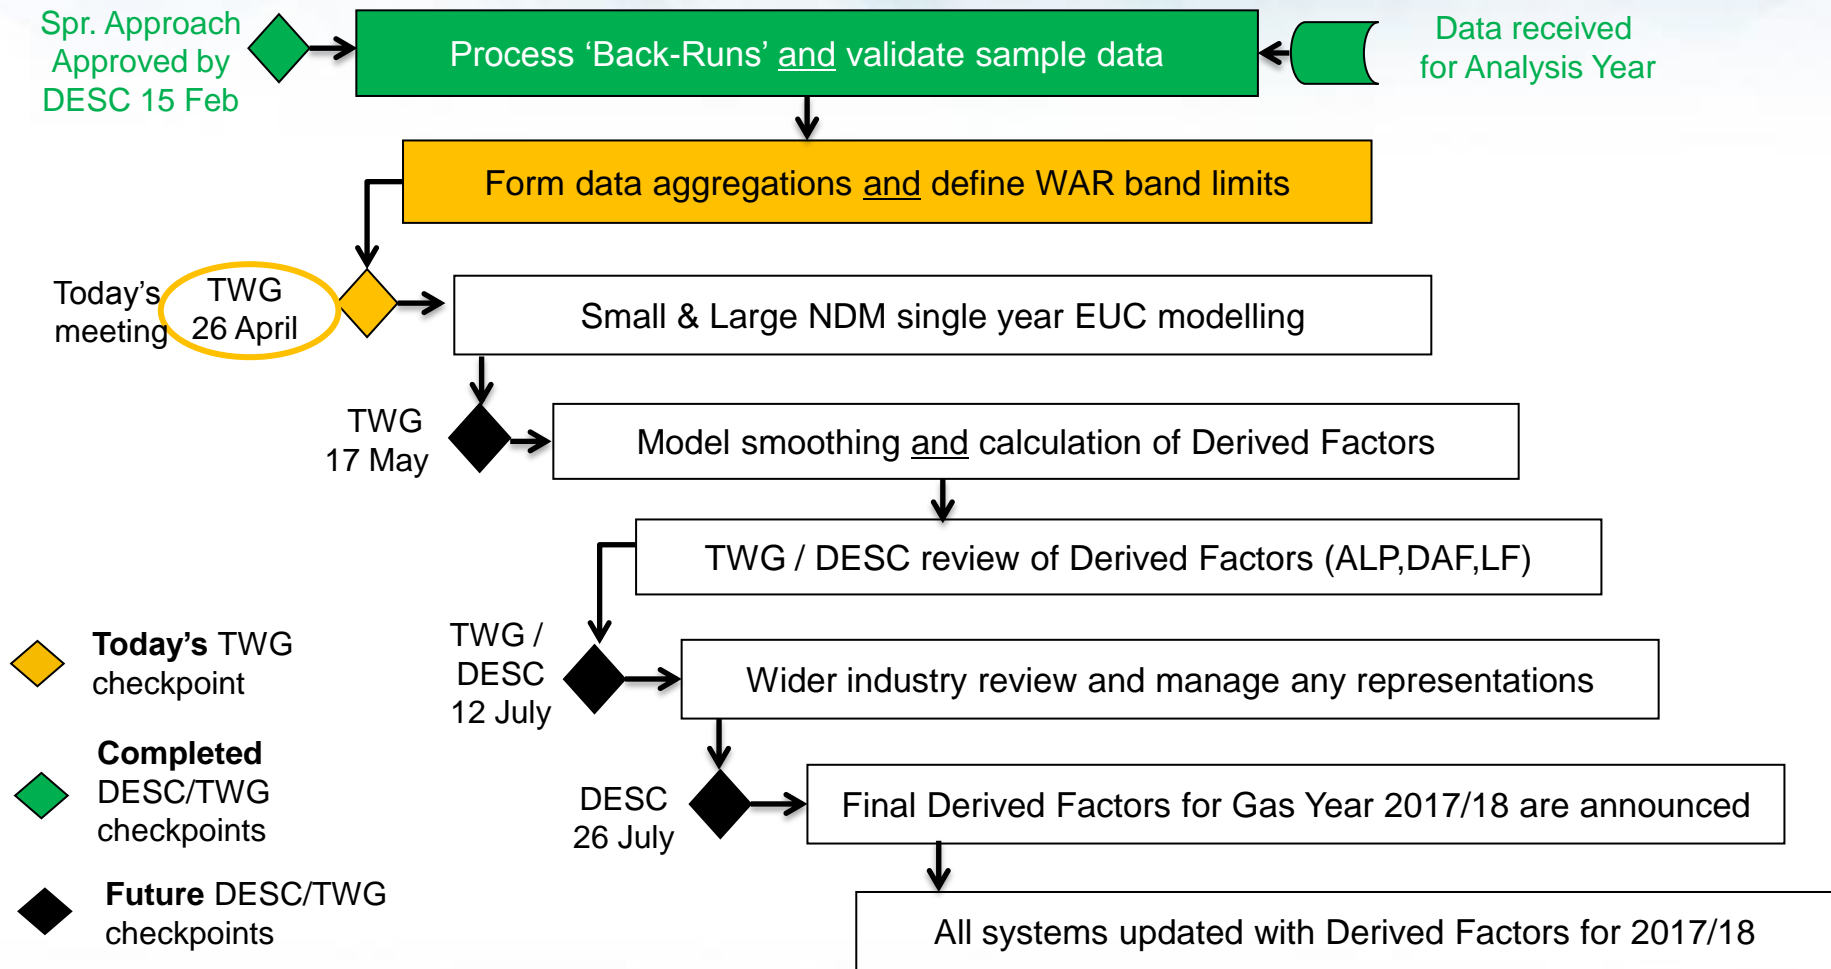 Spr. Approach
Approved by
DESC 15 Feb
Process ‘Back-Runs’ and validate sample data
Data received
for Analysis Year
Form data aggregations and define WAR band limits
Today’s
meeting
TWG
26 April
Small & Large NDM single year EUC modelling
TWG
17 May
Model smoothing and calculation of Derived Factors
TWG / DESC review of Derived Factors (ALP,DAF,LF)
TWG /
DESC
12 July
Wider industry review and manage any representations
DESC
26 July
Final Derived Factors for Gas Year 2017/18 are announced
All systems updated with Derived Factors for 2017/18
Today’s TWG
checkpoint
Completed
DESC/TWG
checkpoints
Future DESC/TWG
checkpoints